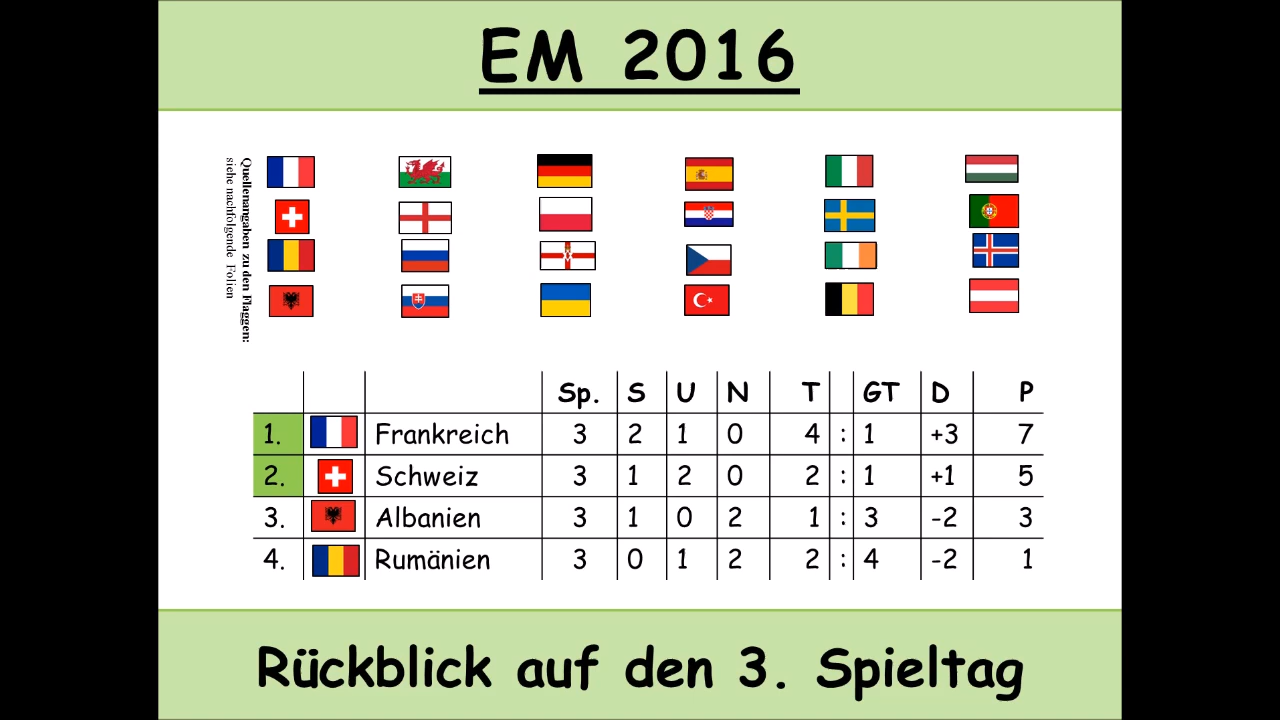 EM 2016
Quellenangaben zu den Flaggen:
siehe nachfolgende Folien
Sp. S U N T GT D P
1. Frankreich 3 2 1 0 4 : 1 +3 7
2. Schweiz 3 1 2 0 2 : 1 +1 5
3. Albanien 3 1 0 2 1 : 3 -2 3
4. Rumänien 3 0 1 2 2 : 4 -2 1
Rückblick auf den 3. Spieltag